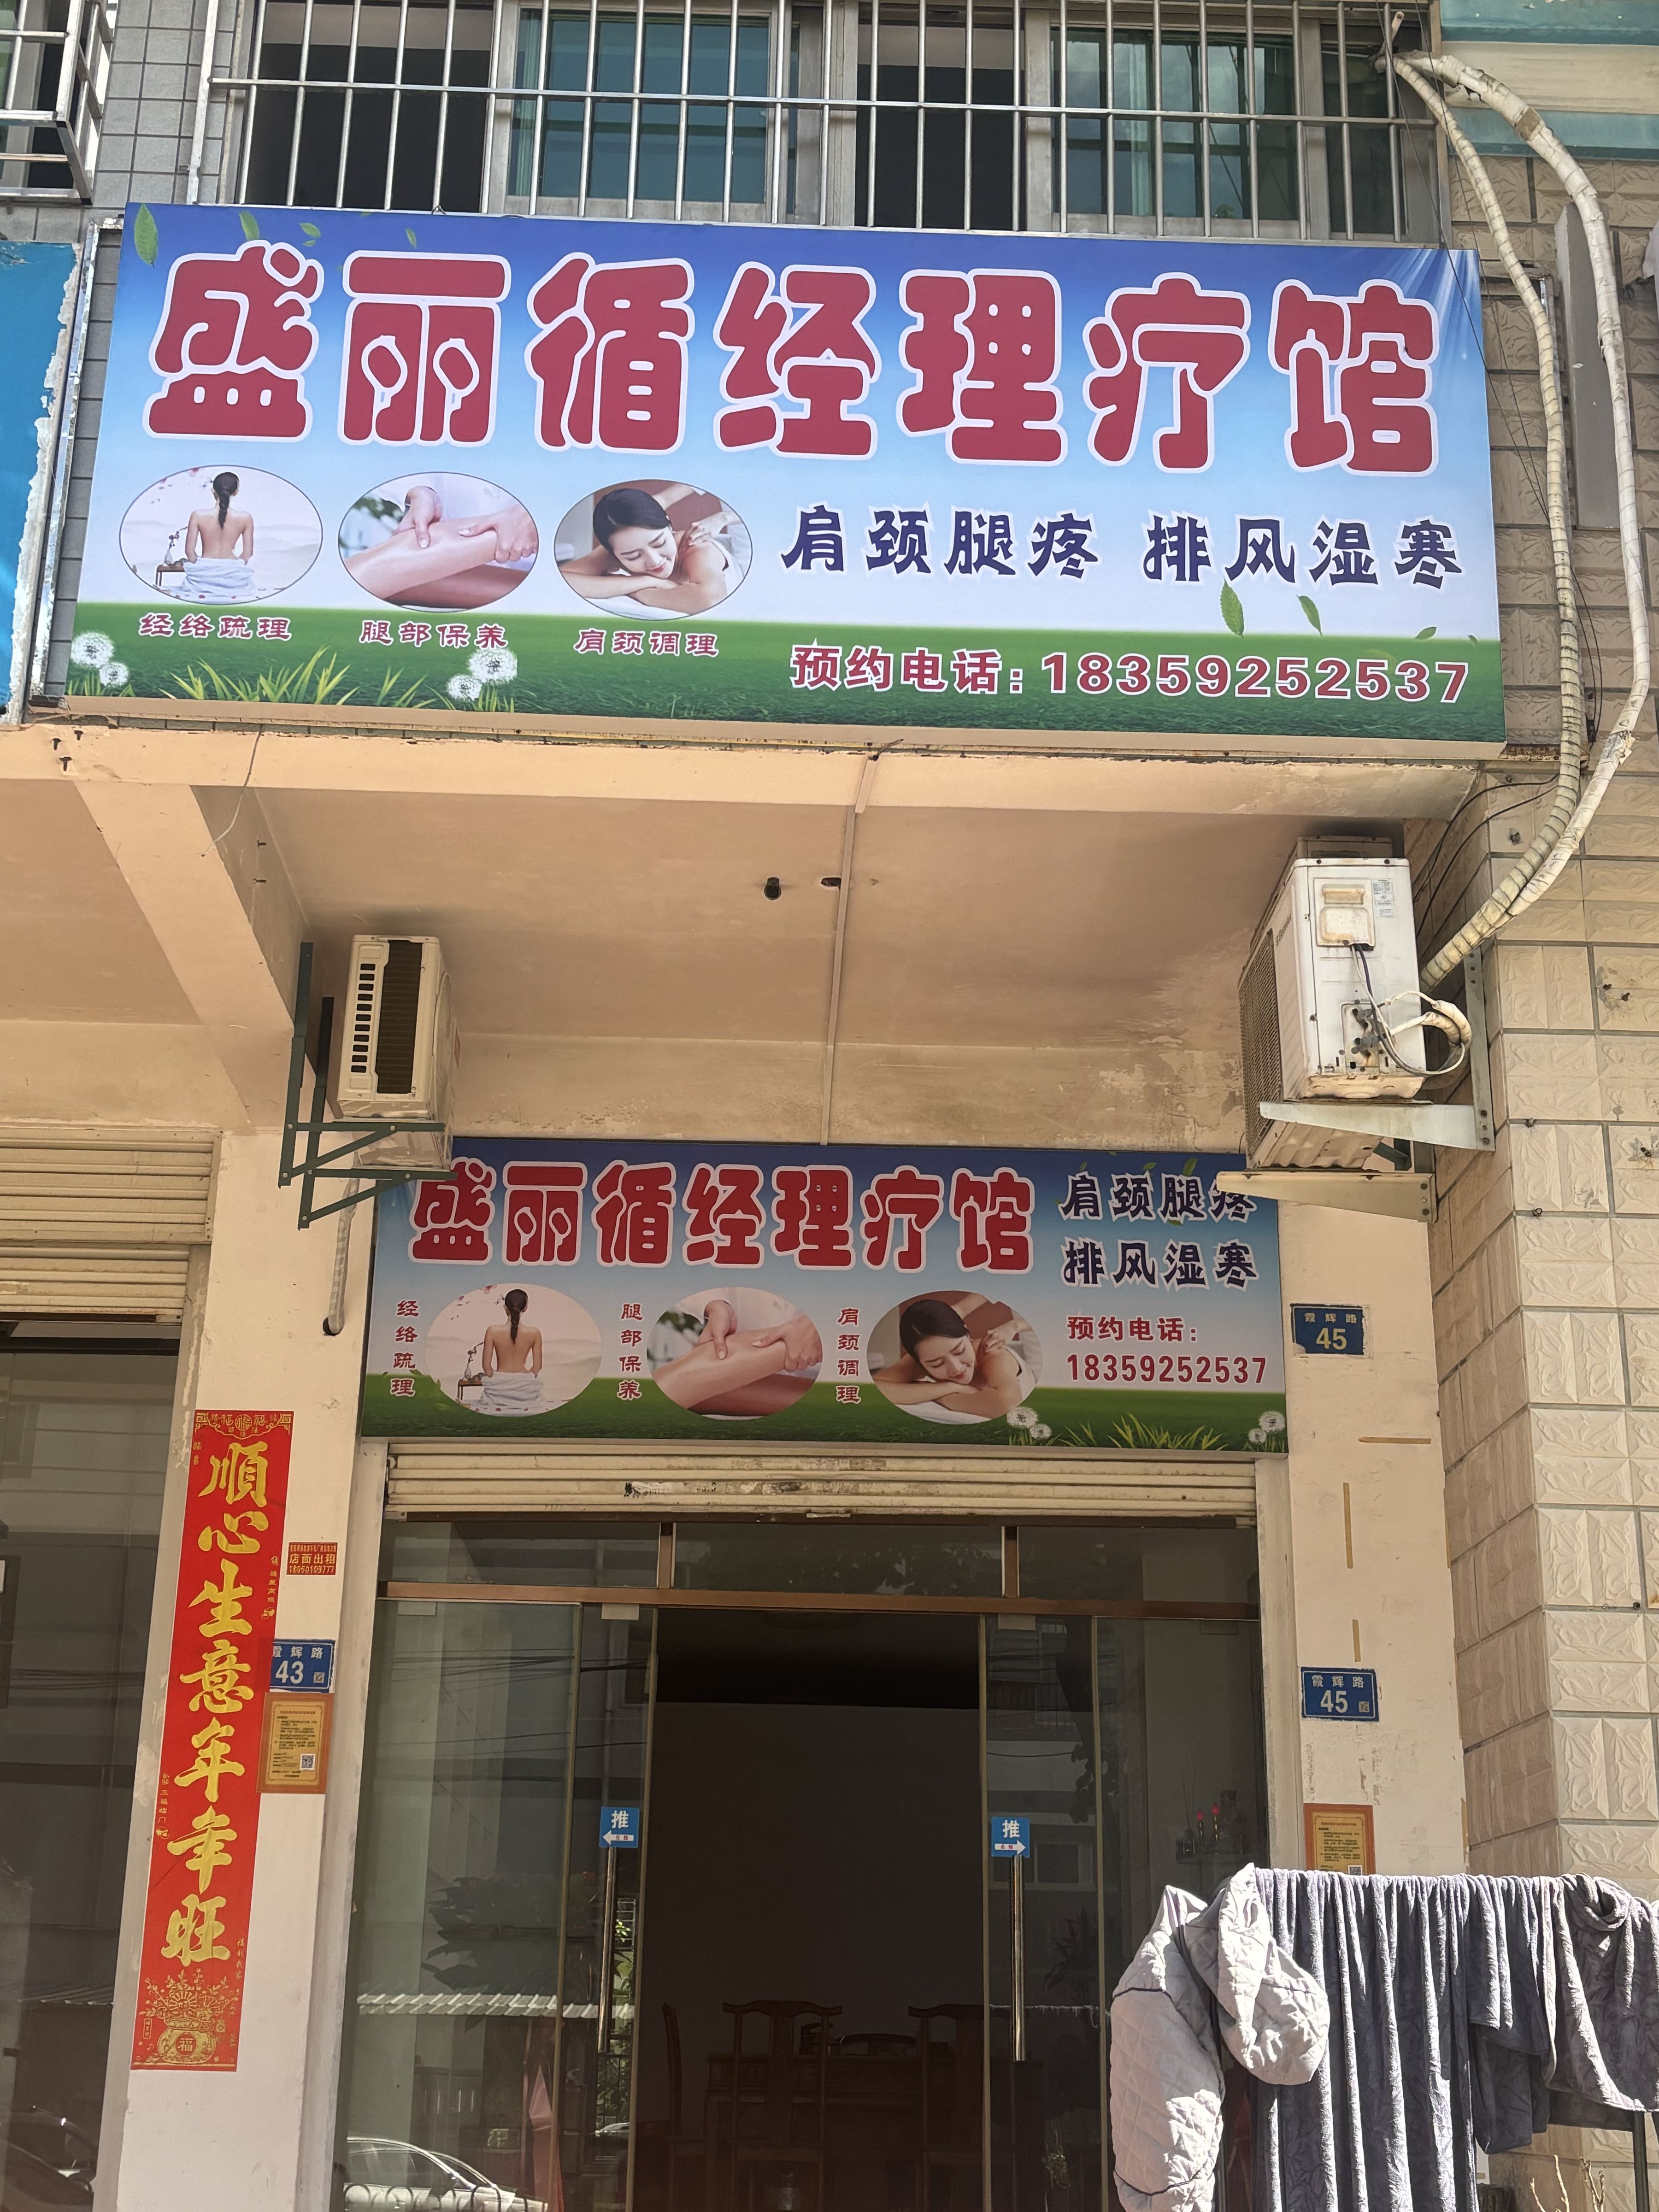 盛丽循经理疗馆
肩颈腿疼 排风湿寒
经络疏理 腿部保养 肩颈调理
预约电话:18359252537
盛丽循经理疗馆
肩颈腿疼
排风湿寒
经络疏理
腿部保养
肩颈调理
预约电话:
18359252537
霞辉路
45
顺心生意年年旺
福
店面出租
18050109777
霞辉路
43
霞辉路
45
推
推